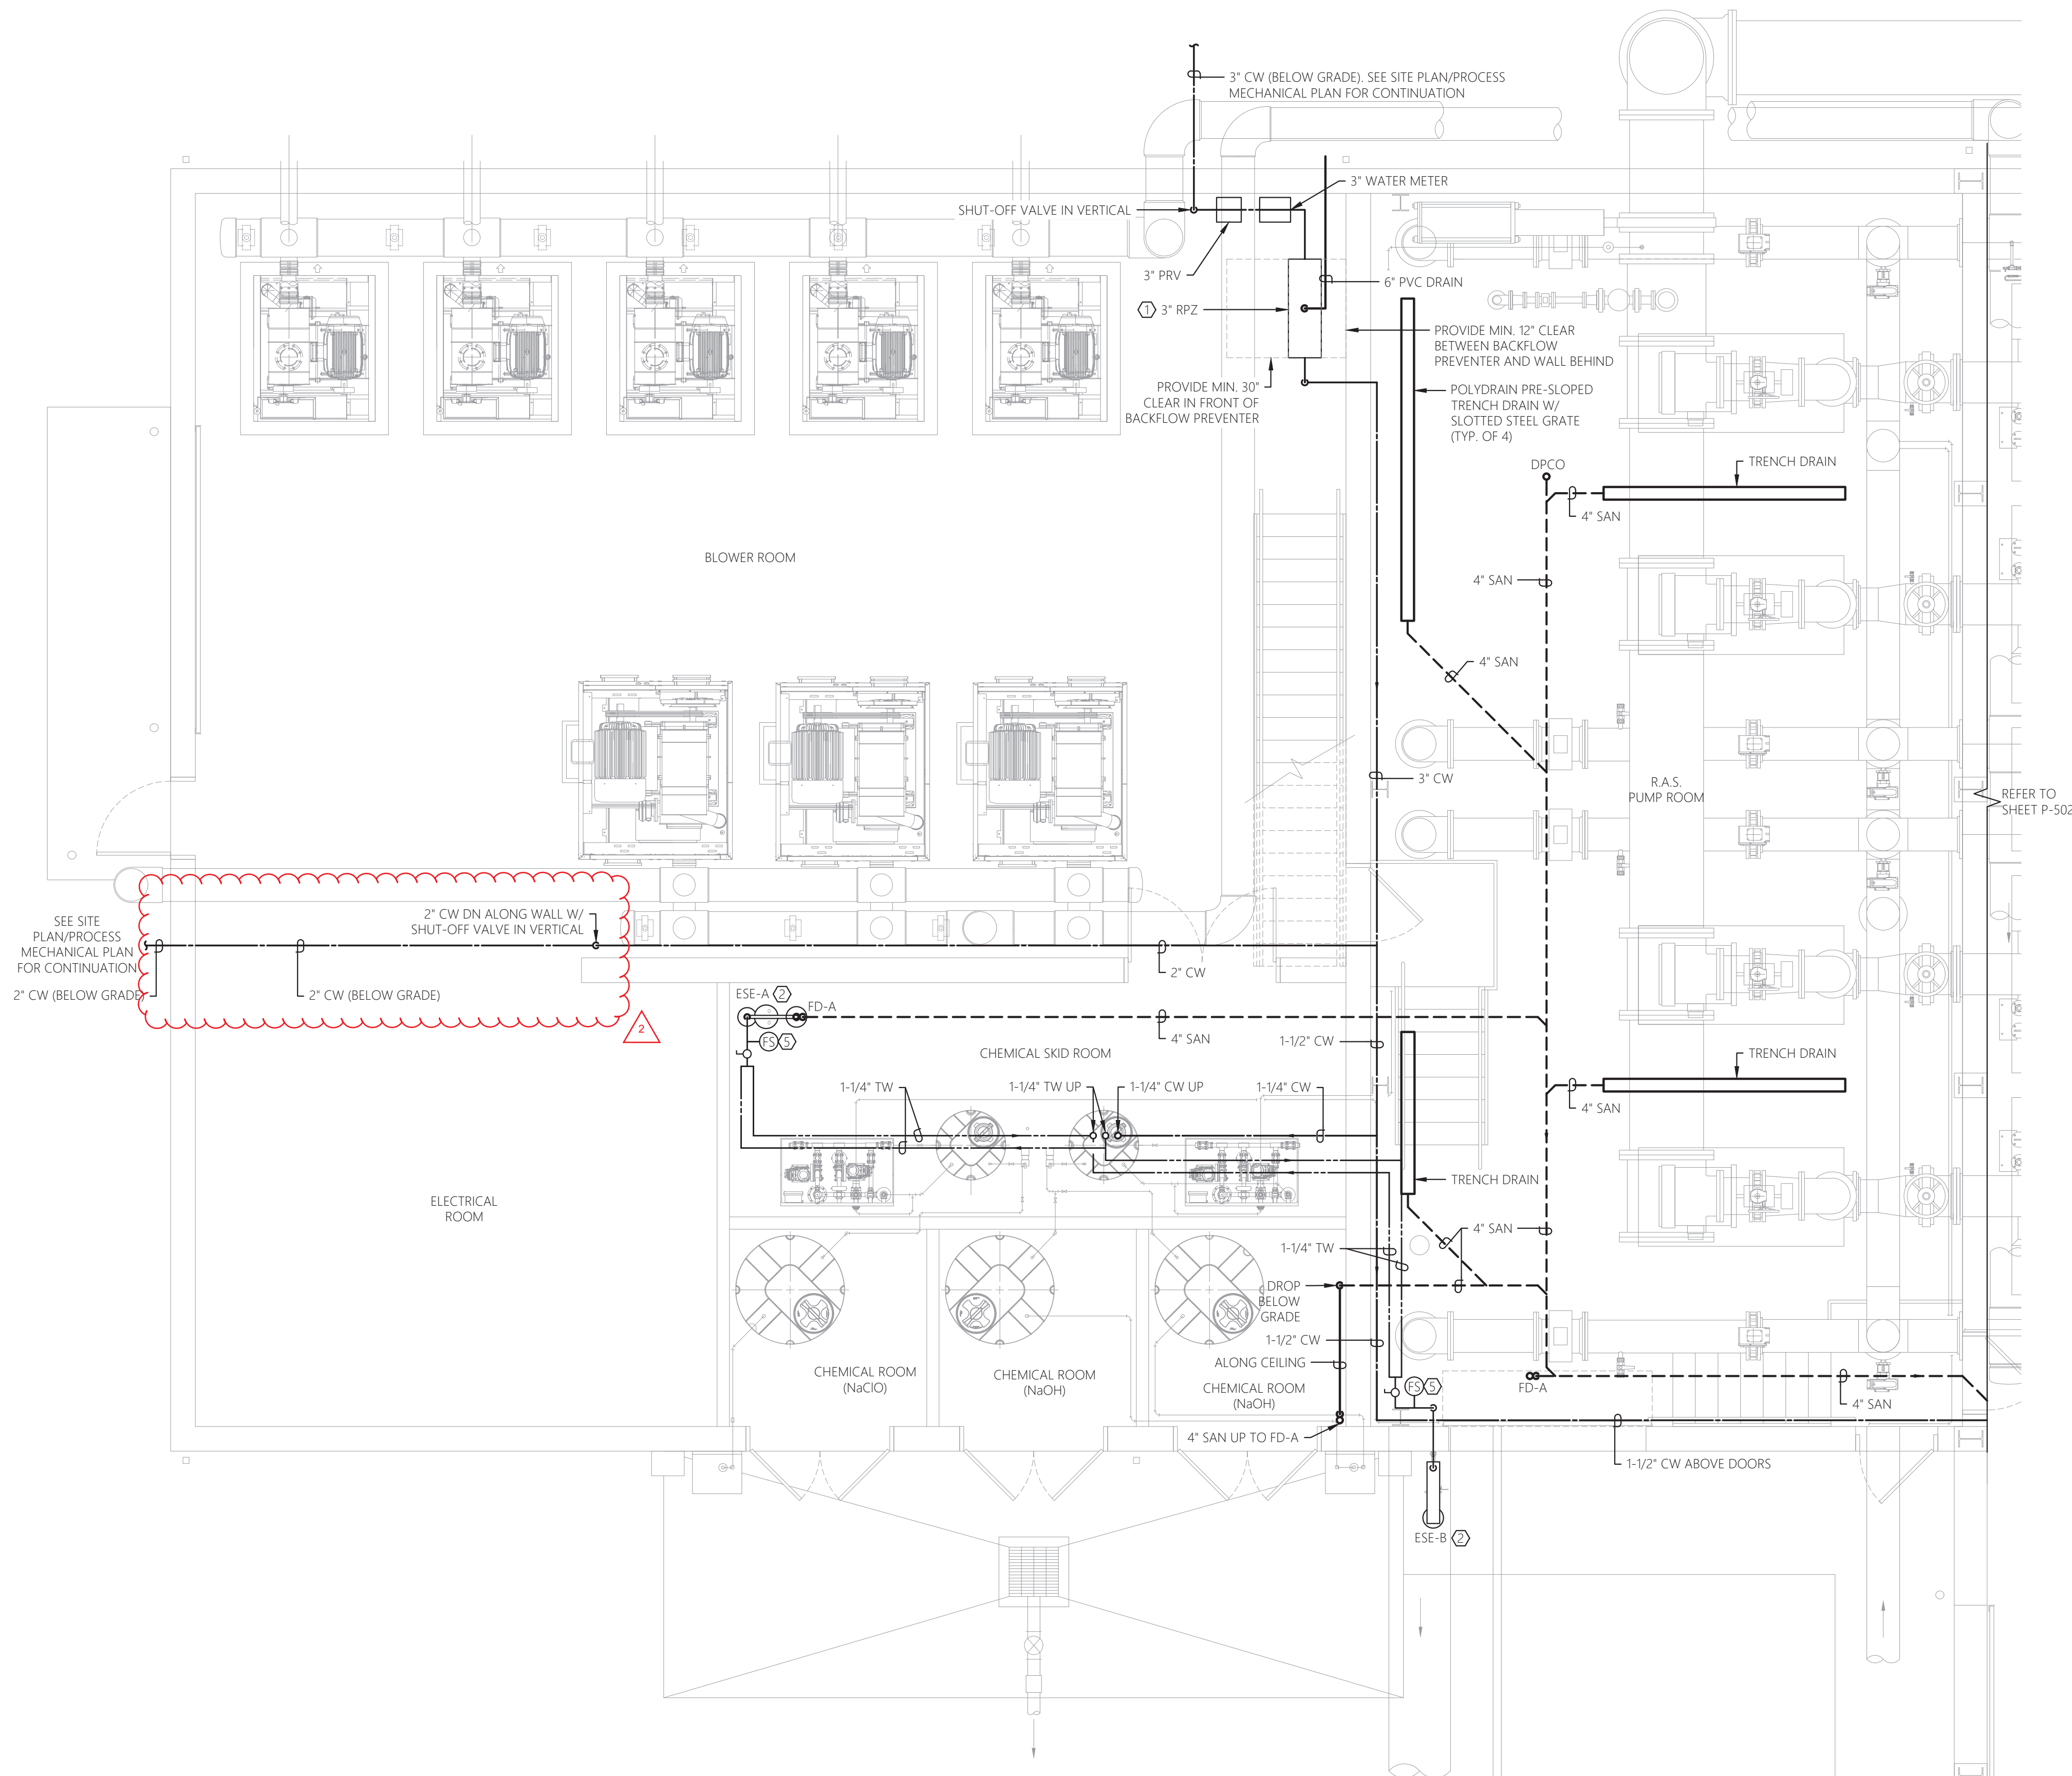 3" CW (BELOW GRADE). SEE SITE PLAN/PROCESS
MECHANICAL PLAN FOR CONTINUATION
3" WATER METER
SHUT-OFF VALVE IN VERTICAL
3" PRV
6" PVC DRAIN
1 3" RPZ
PROVIDE MIN. 12" CLEAR
BETWEEN BACKFLOW
PREVENTER AND WALL BEHIND
PROVIDE MIN. 30"
CLEAR IN FRONT OF
BACKFLOW PREVENTER
POLYDRAIN PRE-SLOPED
TRENCH DRAIN W/
SLOTTED STEEL GRATE
(TYP. OF 4)
DPCO
TRENCH DRAIN
4" SAN
BLOWER ROOM
4" SAN
4" SAN
3" CW
R.A.S.
PUMP ROOM
REFER TO
SHEET P-502
SEE SITE
PLAN/PROCESS
MECHANICAL PLAN
FOR CONTINUATION
2" CW (BELOW GRADE)
2" CW DN ALONG WALL W/
SHUT-OFF VALVE IN VERTICAL
2" CW (BELOW GRADE)
2
2" CW
ESE-A 2
FD-A
FS 5
4" SAN
CHEMICAL SKID ROOM
1-1/2" CW
TRENCH DRAIN
4" SAN
1-1/4" TW
1-1/4" TW UP
1-1/4" CW UP
1-1/4" CW
TRENCH DRAIN
ELECTRICAL
ROOM
4" SAN
1-1/4" TW
DROP
BELOW
GRADE
1-1/2" CW
ALONG CEILING
CHEMICAL ROOM
(NaClO)
CHEMICAL ROOM
(NaOH)
CHEMICAL ROOM
(NaOH)
FS 5
FD-A
4" SAN
4" SAN UP TO FD-A
1-1/2" CW ABOVE DOORS
ESE-B 2